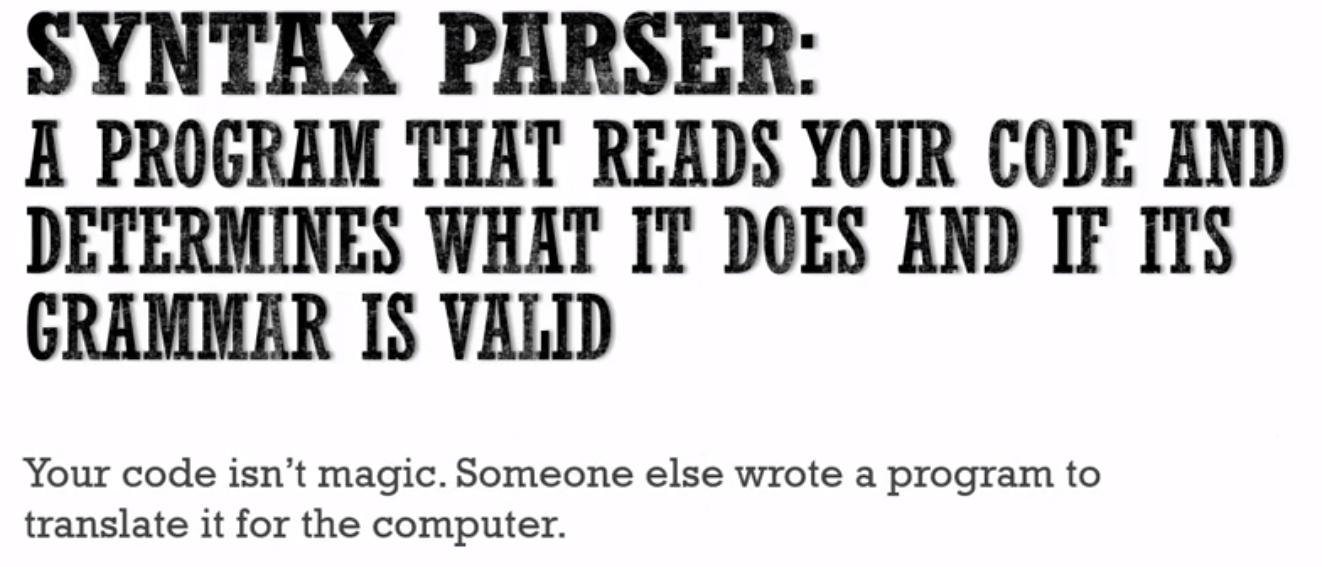 SYNTAX PARSER:
A PROGRAM THAT READS YOUR CODE AND
DETERMINES WHAT IT DOES AND IF ITS
GRAMMAR IS VALID
Your code isn’t magic. Someone else wrote a program to
translate it for the computer.